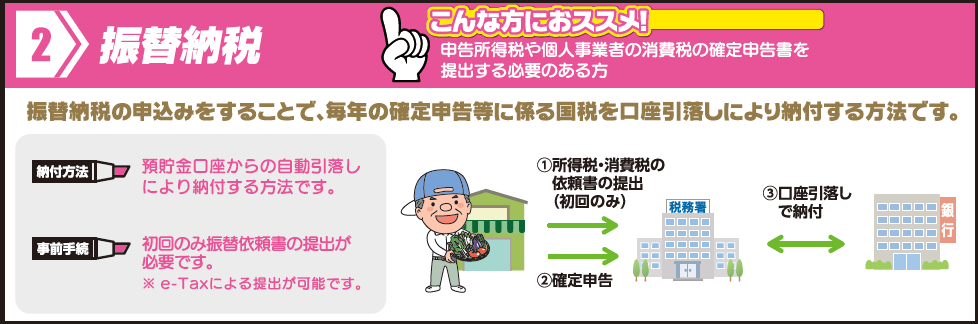 2 振替納税
こんな方におススメ!
申告所得税や個人事業者の消費税の確定申告書を
提出する必要のある方
振替納税の申込みをすることで、毎年の確定申告等に係る国税を口座引落しにより納付する方法です。
納付方法
預貯金口座からの自動引落し
により納付する方法です。
事前手続
初回のみ振替依頼書の提出が
必要です。
※ e-Taxによる提出が可能です。
①所得税・消費税の
依頼書の提出
(初回のみ)
②確定申告
税務署
③口座引落し
で納付
銀行